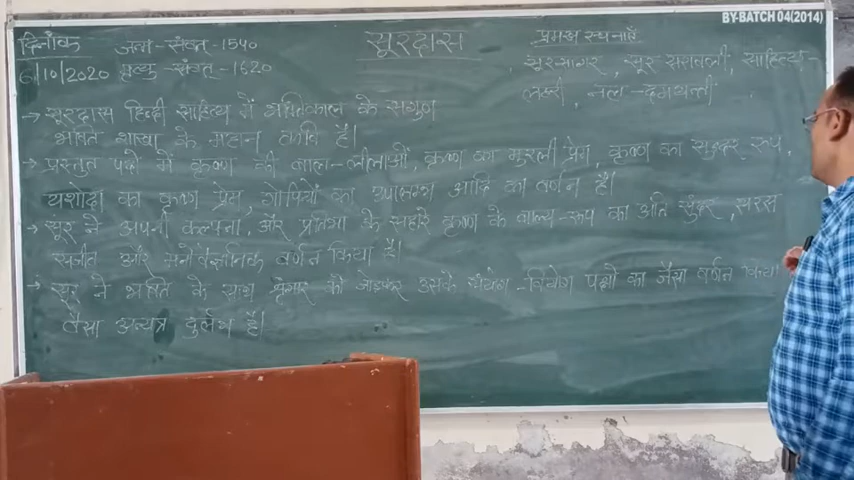 BY-BATCH 04(2014)
दिनाँक जन्म-संवत्-1540 सूरदास प्रमुख रचनाएँ
6/10/2020 मृत्यु-संवत्-1620 सूरसागर, सूर सरावली, साहित्य-
लहरी, नल-दमयन्ती
→ सूरदास हिन्दी साहित्य में भक्तिकाल के सगुण
भक्ति शाखा के महान कवि हैं।
→ प्रस्तुत पदों में कृष्ण की बाल-लीलाओं, कृष्ण का मुरली प्रेम, कृष्ण का सुन्दर रूप,
यशोदा का कृष्ण प्रेम, गोपियों का उपालम्भ आदि का वर्णन है।
→ सूर ने अपनी कल्पना, और प्रतिभा के सहारे कृष्ण के बाल्य-रूप का अति सुंदर, सरस
सजीव और मनोवैज्ञानिक वर्णन किया है।
→ सूर ने भक्ति के साथ श्रृंगार को जोड़कर उसके संयोग-वियोग पक्षों का जैसा वर्णन किया
वैसा अन्यत्र दुर्लभ है।